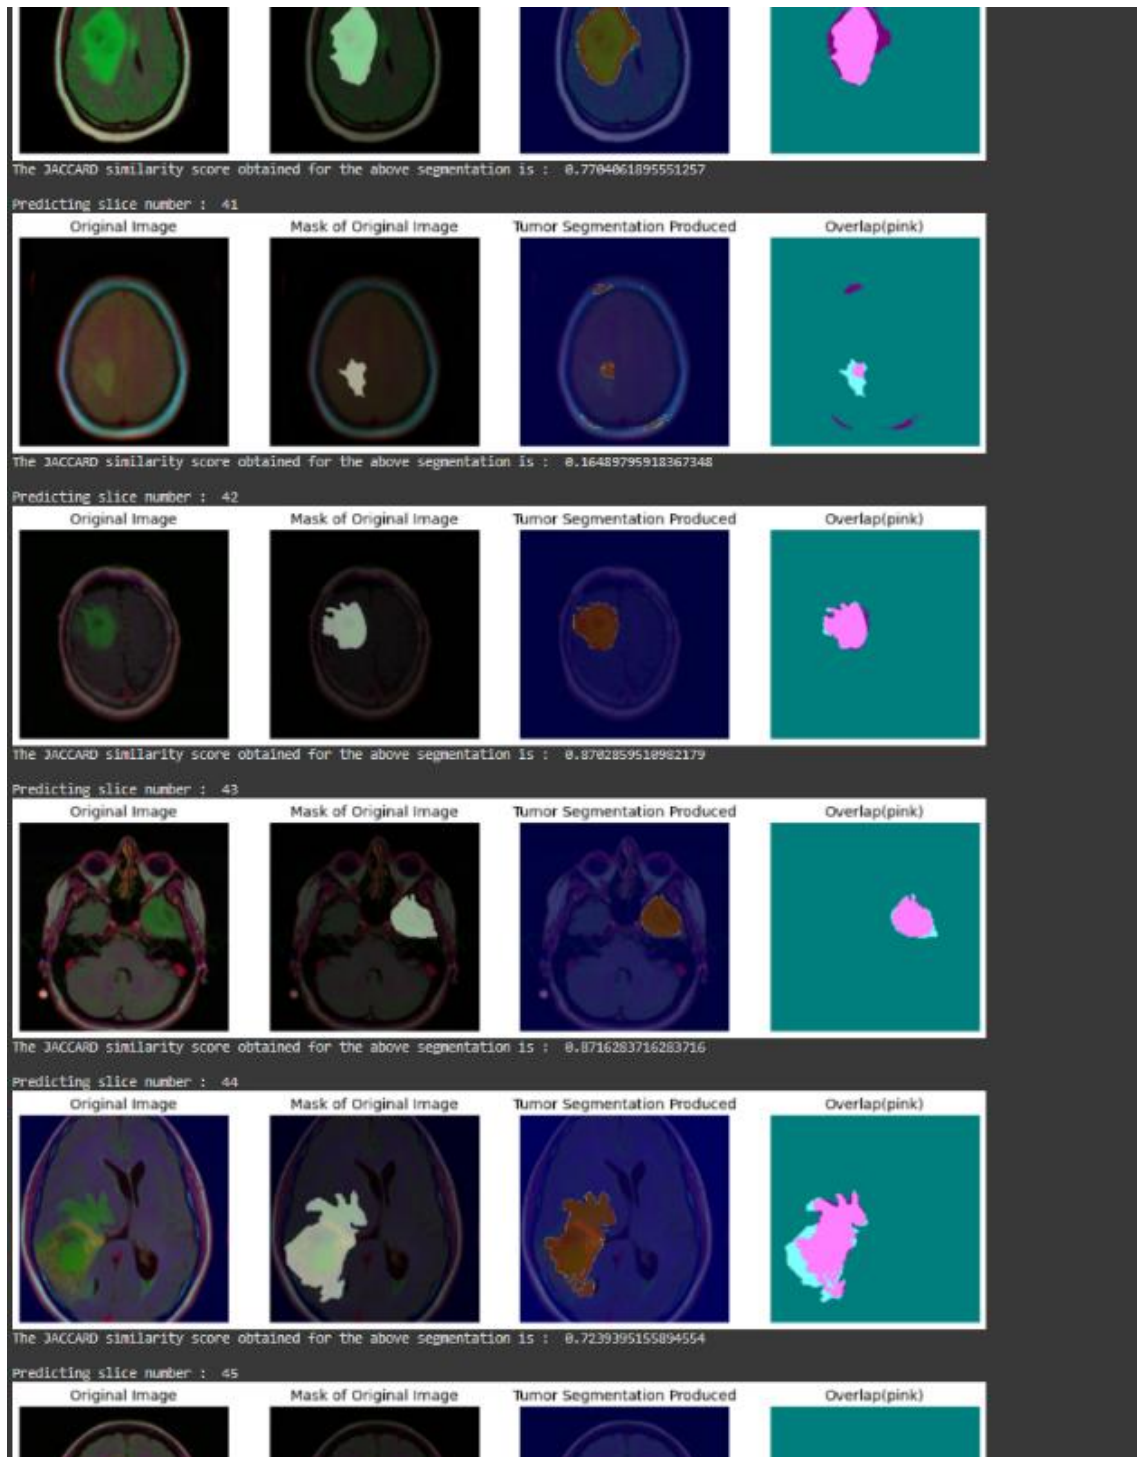 The JACCARD similarity score obtained for the above segmentation is : 0.7704061895551257
Predicting slice number : 41
Original Image Mask of Original Image Tumor Segmentation Produced Overlap(pink)
The JACCARD similarity score obtained for the above segmentation is : 0.16489795918367348
Predicting slice number : 42
Original Image Mask of Original Image Tumor Segmentation Produced Overlap(pink)
The JACCARD similarity score obtained for the above segmentation is : 0.8702859510982179
Predicting slice number : 43
Original Image Mask of Original Image Tumor Segmentation Produced Overlap(pink)
The JACCARD similarity score obtained for the above segmentation is : 0.8716283716283716
Predicting slice number : 44
Original Image Mask of Original Image Tumor Segmentation Produced Overlap(pink)
The JACCARD similarity score obtained for the above segmentation is : 0.7239395155894554
Predicting slice number : 45
Original Image Mask of Original Image Tumor Segmentation Produced Overlap(pink)